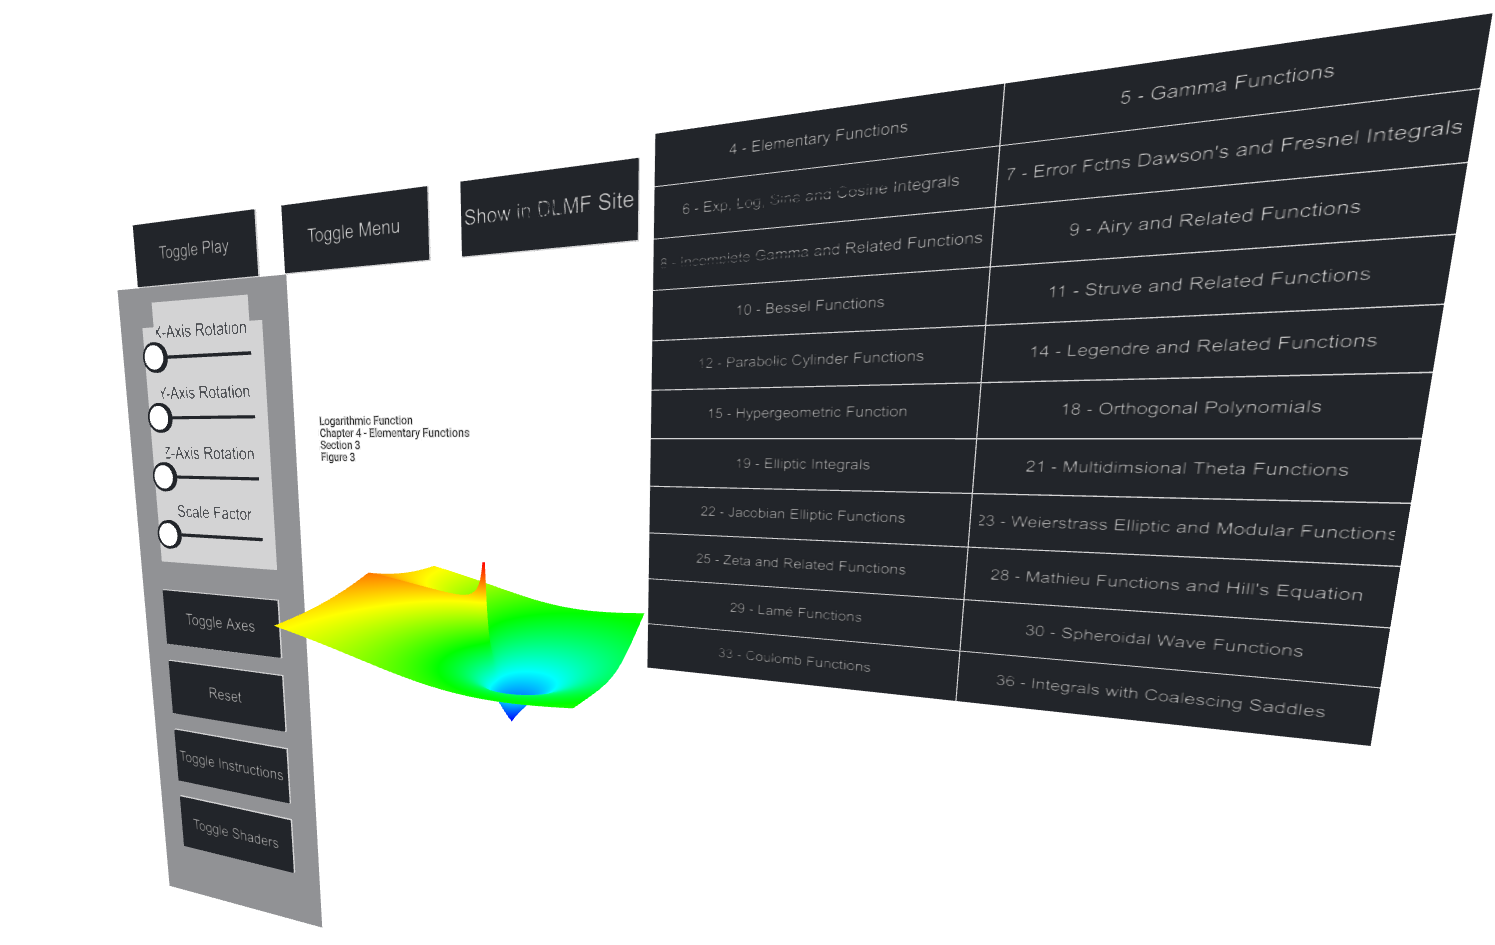 Toggle Play
Toggle Menu
Show in DLMF Site
X-Axis Rotation
Y-Axis Rotation
Z-Axis Rotation
Scale Factor
Toggle Axes
Reset
Toggle Instructions
Toggle Shaders
Logarithmic Function
Chapter 4 - Elementary Functions
Section 3
Figure 3
4 - Elementary Functions
5 - Gamma Functions
6 - Exp, Log, Sine and Cosine Integrals
7 - Error Fctns Dawson's and Fresnel Integrals
8 - Incomplete Gamma and Related Functions
9 - Airy and Related Functions
10 - Bessel Functions
11 - Struve and Related Functions
12 - Parabolic Cylinder Functions
14 - Legendre and Related Functions
15 - Hypergeometric Function
18 - Orthogonal Polynomials
19 - Elliptic Integrals
21 - Multidimsional Theta Functions
22 - Jacobian Elliptic Functions
23 - Weierstrass Elliptic and Modular Functions
25 - Zeta and Related Functions
28 - Mathieu Functions and Hill's Equation
29 - Lamé Functions
30 - Spheroidal Wave Functions
33 - Coulomb Functions
36 - Integrals with Coalescing Saddles